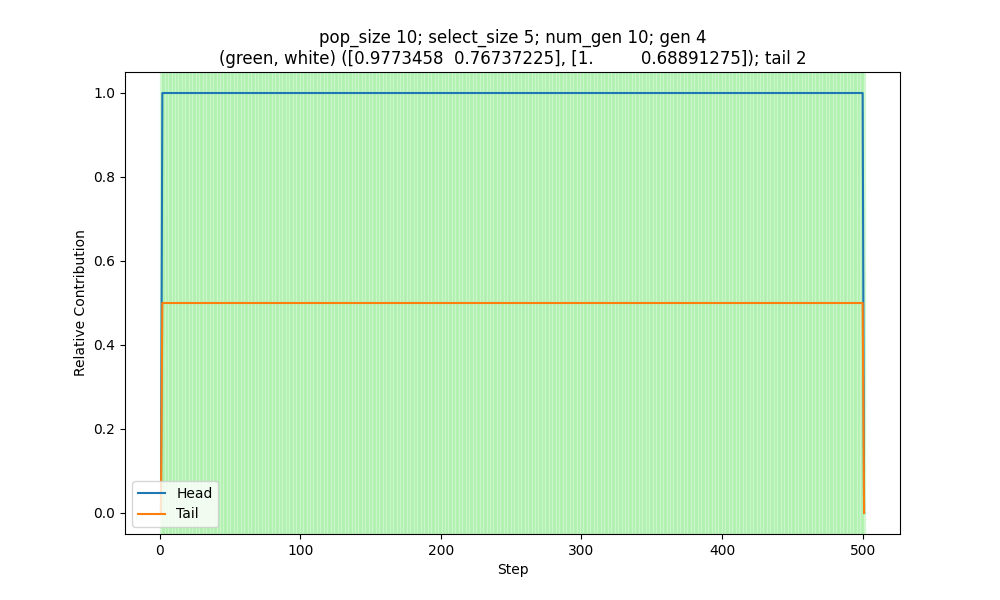 pop_size 10; select_size 5; num_gen 10; gen 4
(green, white) ([0.9773458  0.76737225], [1.         0.68891275]); tail 2
1.0
0.8
0.6
0.4
0.2
0.0
Relative Contribution
Head
Tail
0 100 200 300 400 500
Step